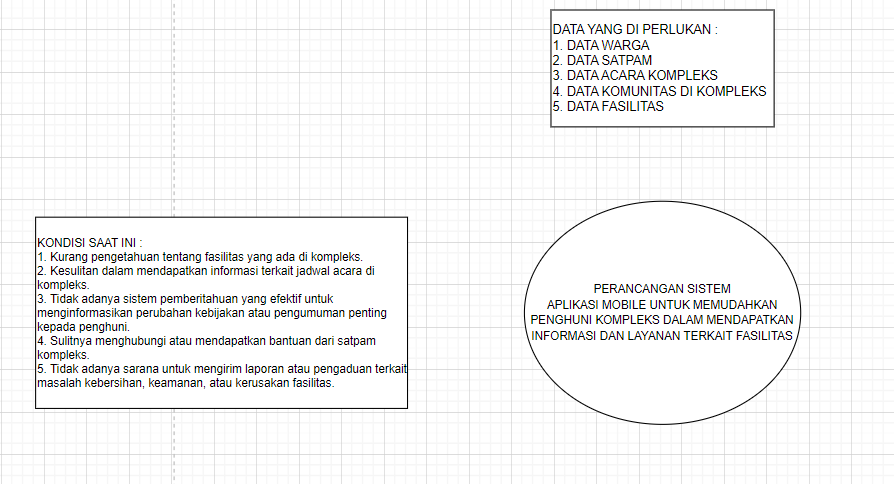 DATA YANG DI PERLUKAN :
1. DATA WARGA
2. DATA SATPAM
3. DATA ACARA KOMPLEKS
4. DATA KOMUNITAS DI KOMPLEKS
5. DATA FASILITAS
KONDISI SAAT INI :
1. Kurang pengetahuan tentang fasilitas yang ada di kompleks.
2. Kesulitan dalam mendapatkan informasi terkait jadwal acara di
kompleks.
3. Tidak adanya sistem pemberitahuan yang efektif untuk
menginformasikan perubahan kebijakan atau pengumuman penting
kepada penghuni.
4. Sulitnya menghubungi atau mendapatkan bantuan dari satpam
kompleks.
5. Tidak adanya sarana untuk mengirim laporan atau pengaduan terkait
masalah kebersihan, keamanan, atau kerusakan fasilitas.
PERANCANGAN SISTEM
APLIKASI MOBILE UNTUK MEMUDAHKAN
PENGHUNI KOMPLEKS DALAM MENDAPATKAN
INFORMASI DAN LAYANAN TERKAIT FASILITAS